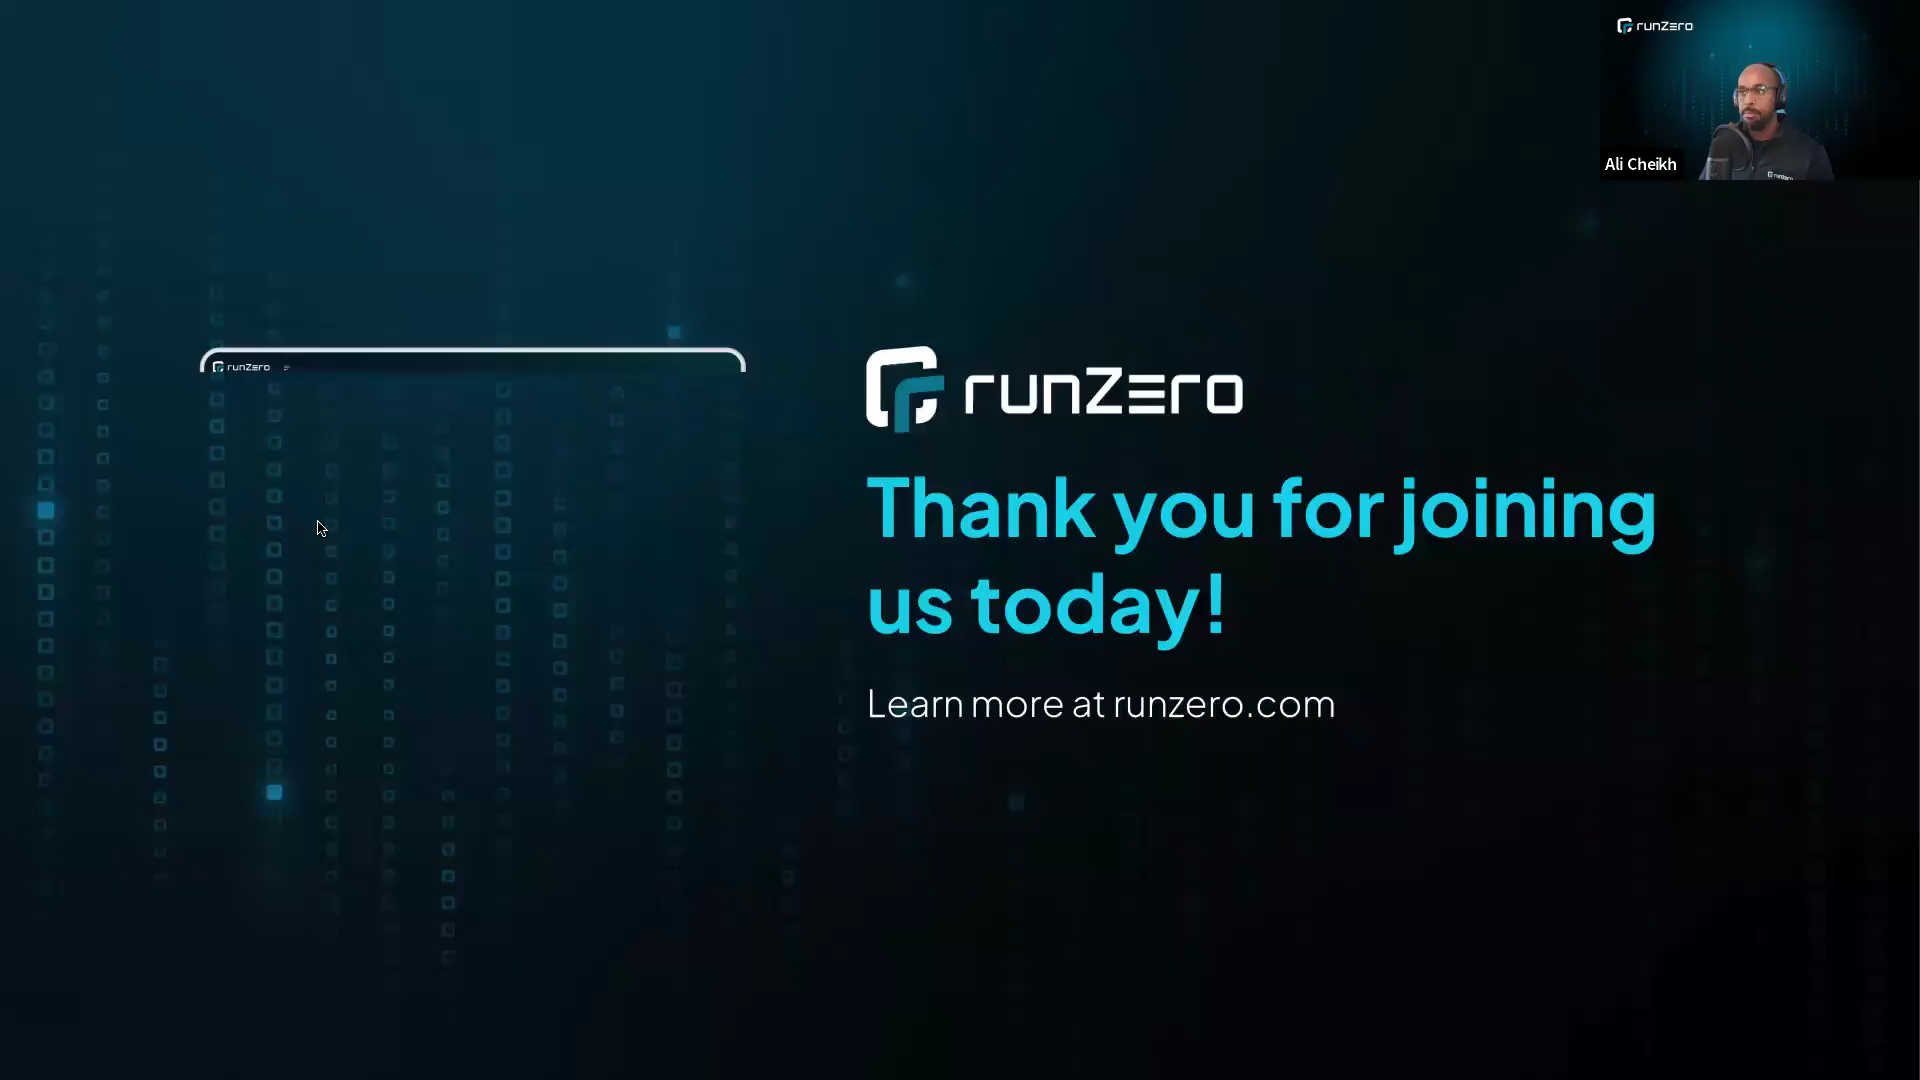 runZero
Ali Cheikh
runZero
runZero
Thank you for joining
us today!
Learn more at runzero.com